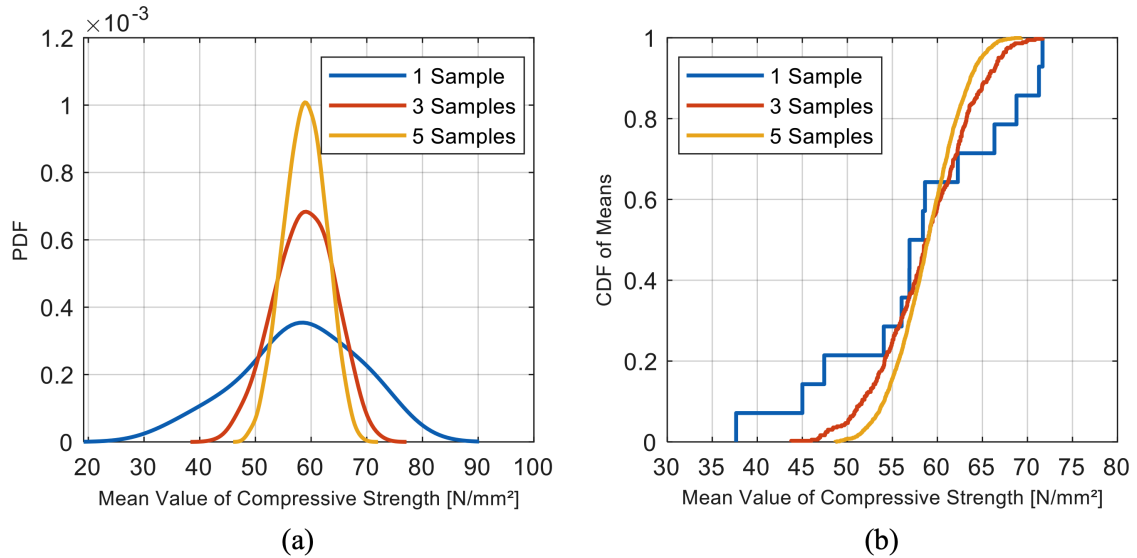 ×10⁻³
1.2
1
0.8
0.6
0.4
0.2
0
PDF
1 Sample
3 Samples
5 Samples
20 30 40 50 60 70 80 90 100
Mean Value of Compressive Strength [N/mm²]
(a)
1
0.8
0.6
0.4
0.2
0
CDF of Means
1 Sample
3 Samples
5 Samples
30 35 40 45 50 55 60 65 70 75 80
Mean Value of Compressive Strength [N/mm²]
(b)